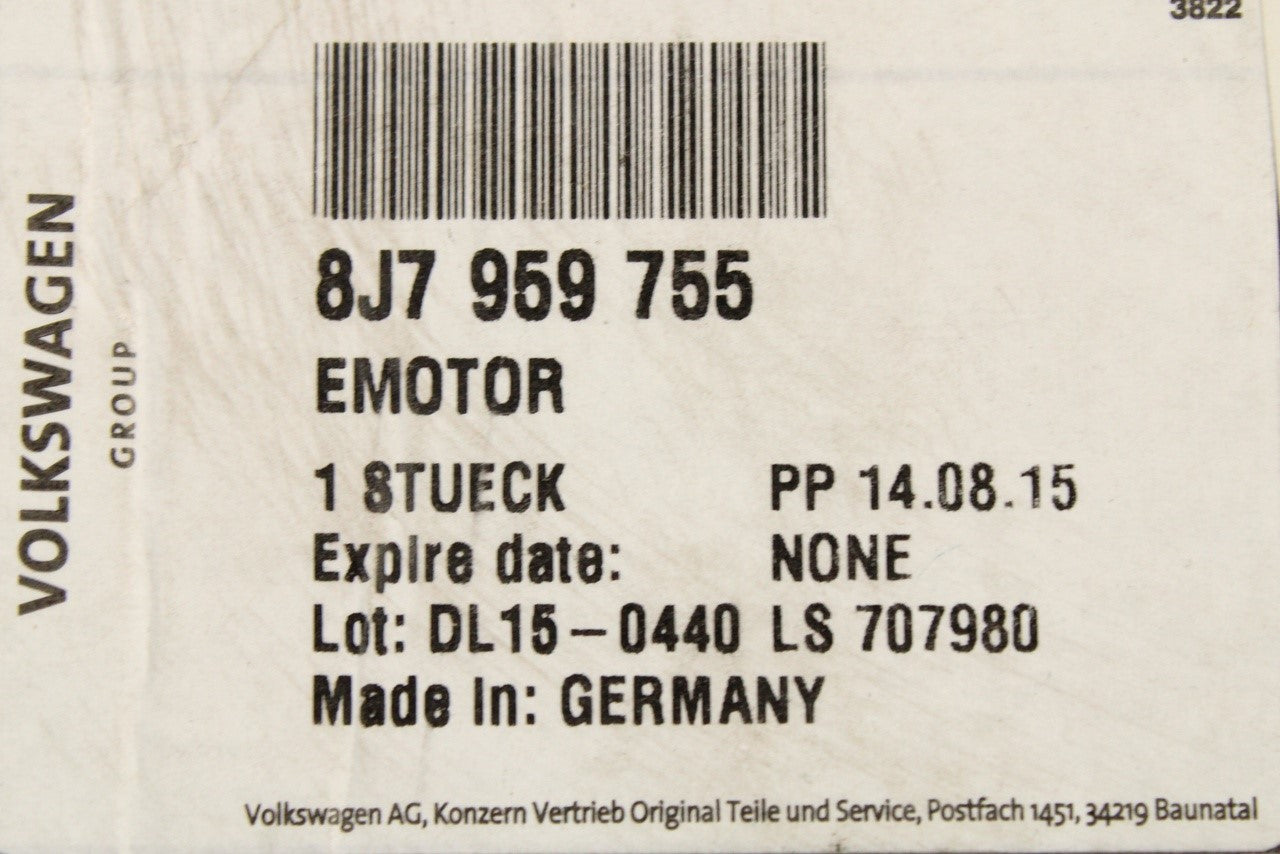 3822
8J7 959 755
EMOTOR
1 STUECK PP 14.08.15
Expire date: NONE
Lot: DL15-0440 LS 707980
Made In: GERMANY
VOLKSWAGEN
GROUP
Volkswagen AG, Konzern Vertrieb Original Teile und Service, Postfach 1451, 34219 Baunatal